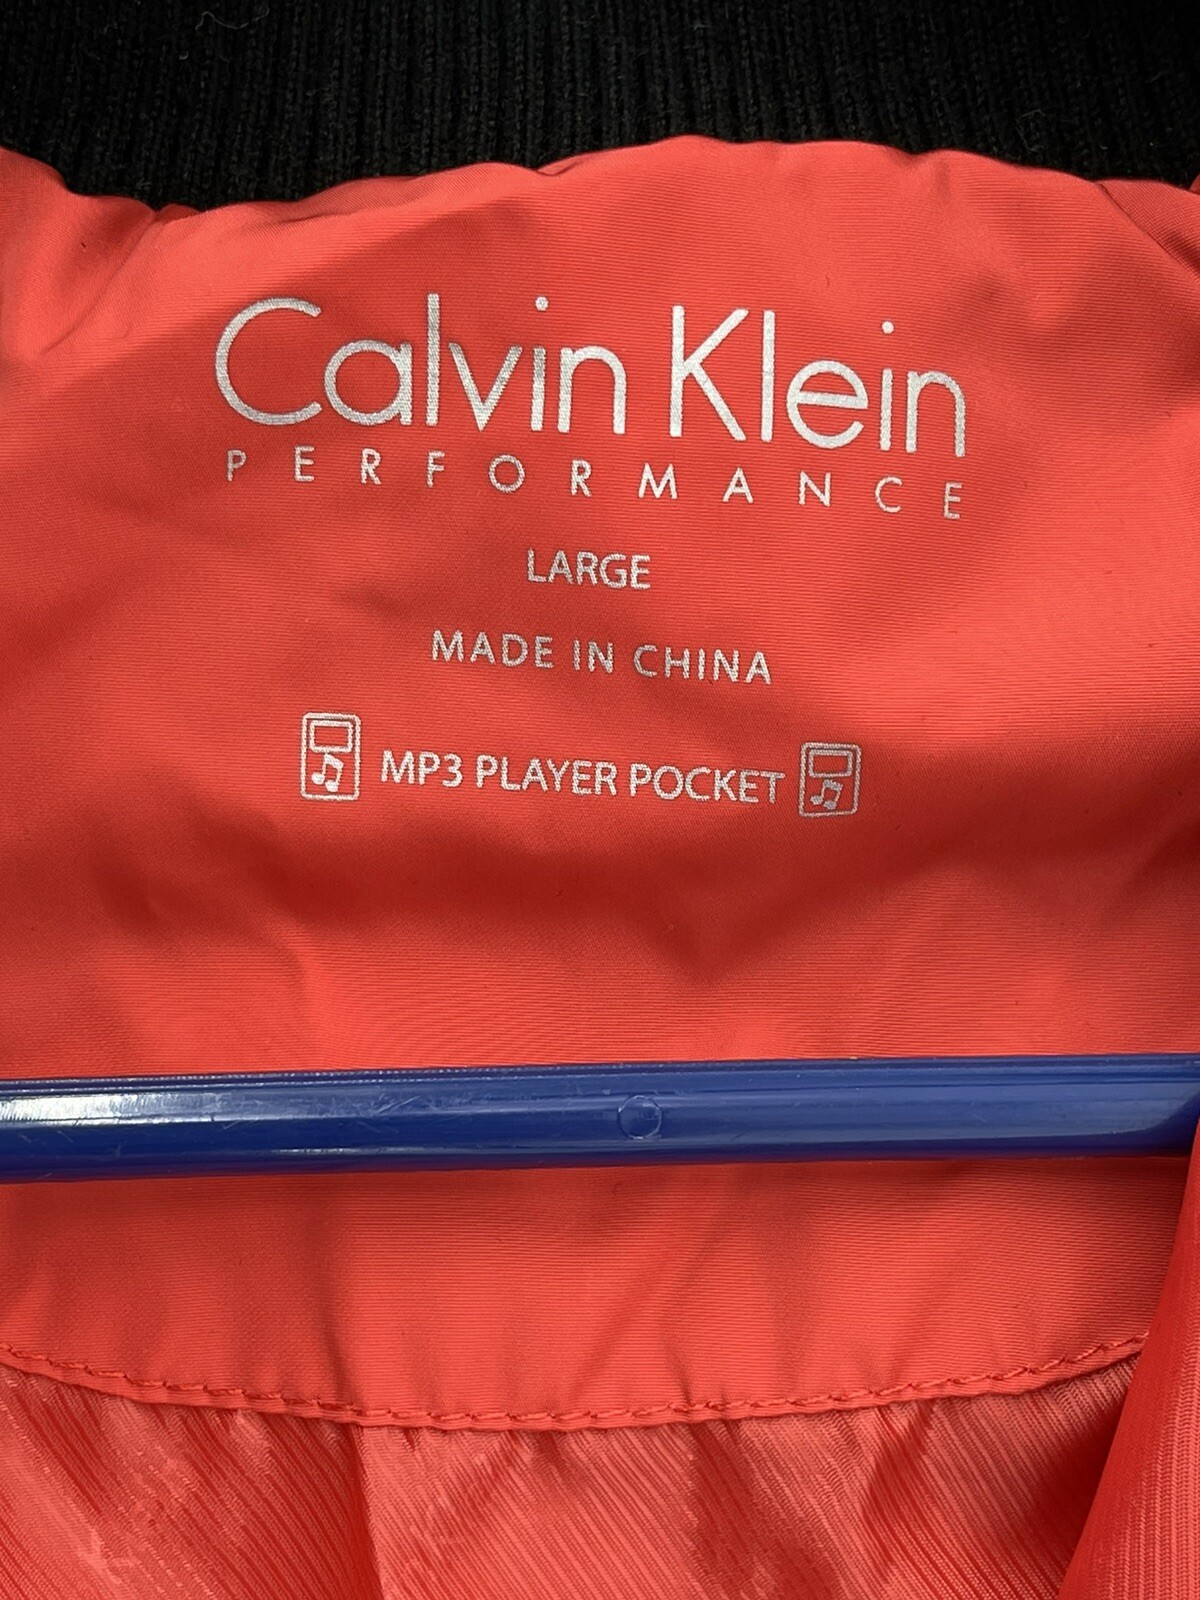 Calvin Klein
PERFORMANCE
LARGE
MADE IN CHINA
MP3 PLAYER POCKET